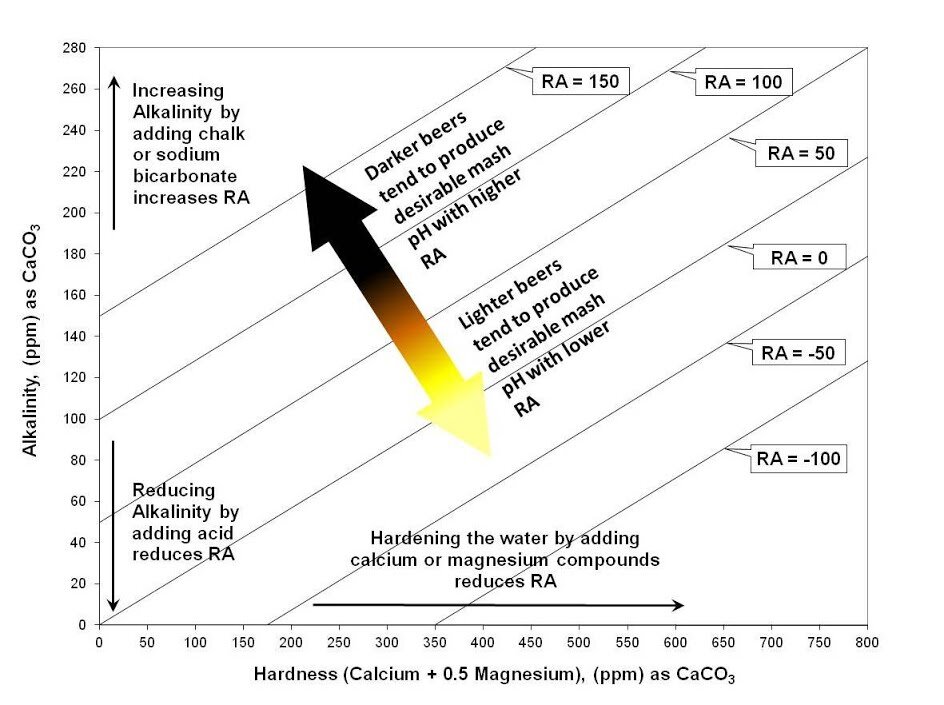 280
260
240
220
200
180
160
140
120
100
80
60
40
20
0
Alkalinity, (ppm) as CaCO₃
Increasing
Alkalinity by
adding chalk
or sodium
bicarbonate
increases RA
Reducing
Alkalinity by
adding acid
reduces RA
Darker beers
tend to produce
desirable mash
pH with higher
RA
Lighter beers
tend to produce
desirable mash
pH with lower
RA
RA = 150
RA = 100
RA = 50
RA = 0
RA = -50
RA = -100
Hardening the water by adding
calcium or magnesium compounds
reduces RA
0 50 100 150 200 250 300 350 400 450 500 550 600 650 700 750 800
Hardness (Calcium + 0.5 Magnesium), (ppm) as CaCO₃